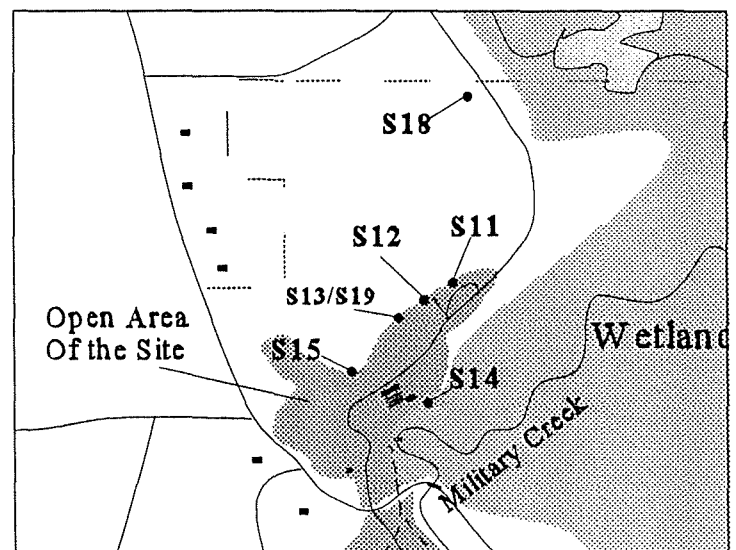 S18
S11
S12
S13/S19
Open Area
Of the Site
Wetland
S15
S14
Military Creek